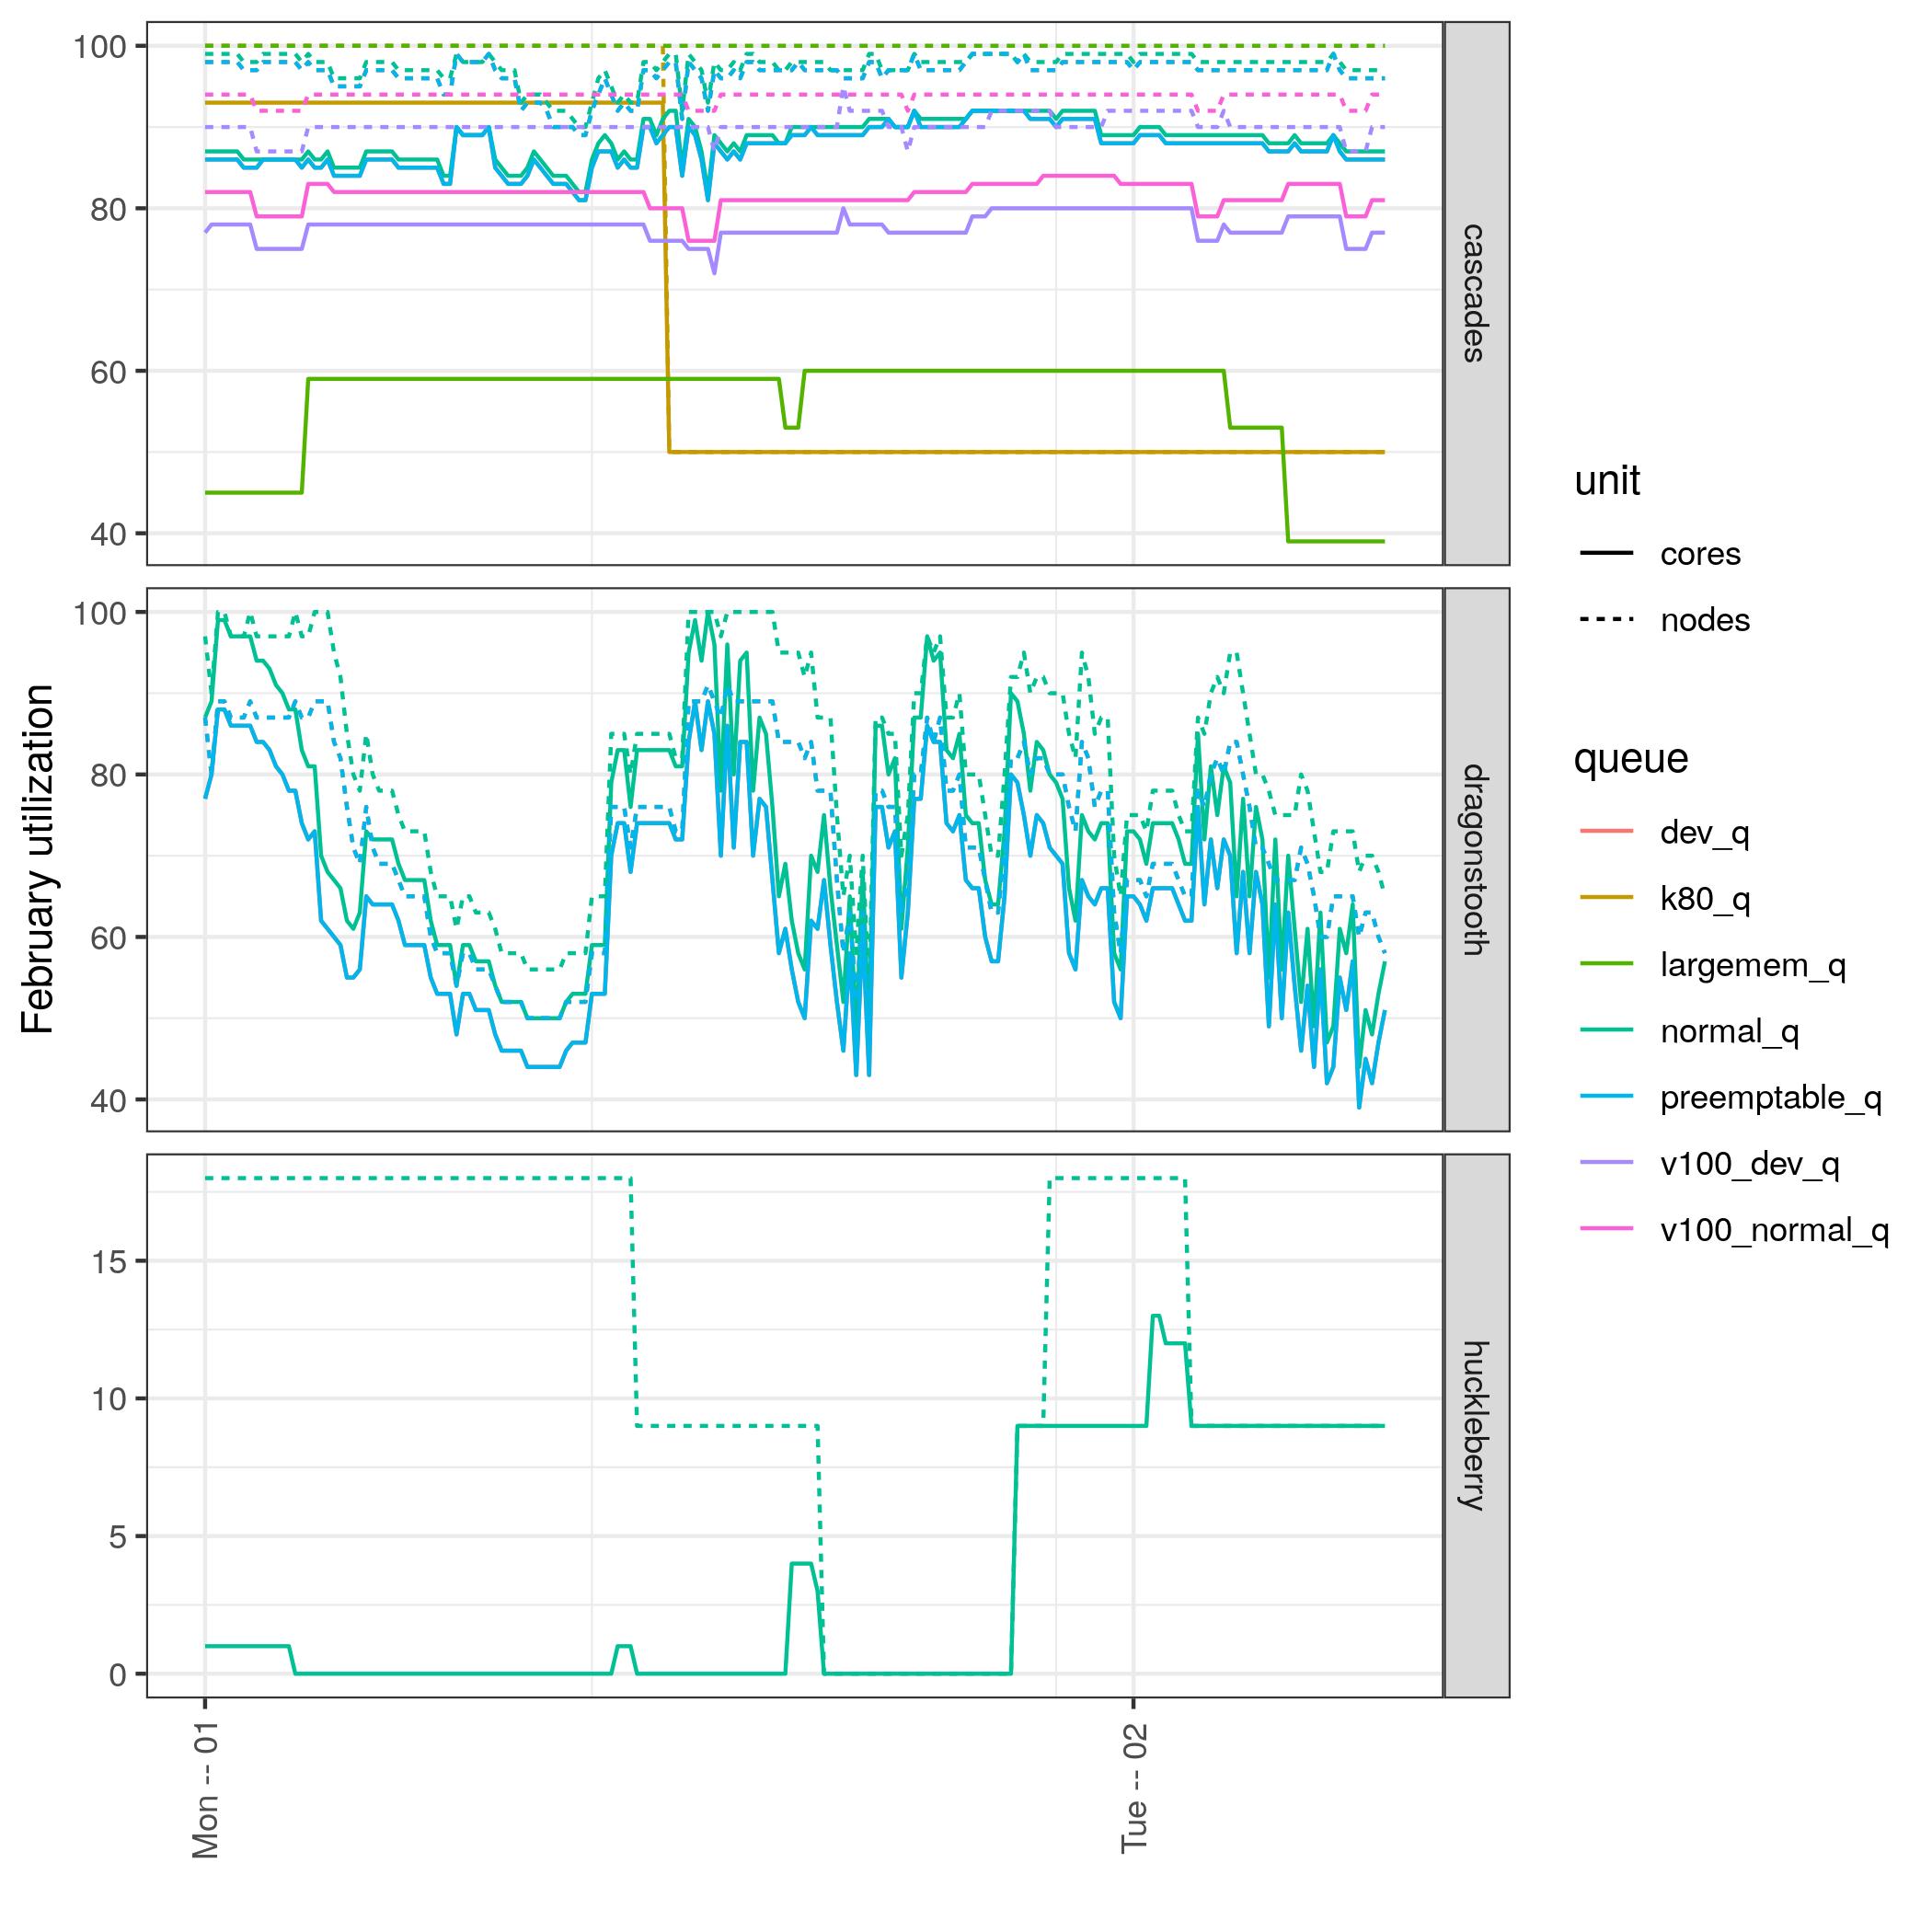 February utilization
100
80
60
40
cascades
100
80
60
40
dragonstooth
15
10
5
0
huckleberry
Mon -- 01
Tue -- 02
unit
cores
nodes
queue
dev_q
k80_q
largemem_q
normal_q
preemptable_q
v100_dev_q
v100_normal_q